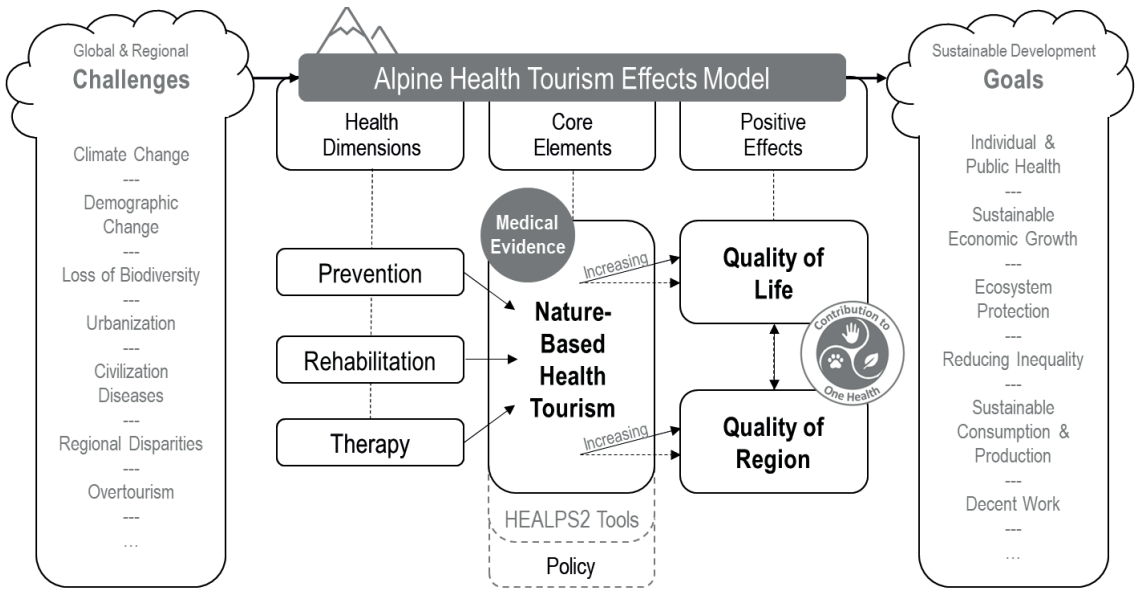 Global & Regional
Challenges
Climate Change
---
Demographic
Change
---
Loss of Biodiversity
---
Urbanization
---
Civilization
Diseases
---
Regional Disparities
---
Overtourism
---
...
Alpine Health Tourism Effects Model
Health
Dimensions
Core
Elements
Positive
Effects
Prevention
Rehabilitation
Therapy
Medical
Evidence
Nature-
Based
Health
Tourism
HEALPS2 Tools
Policy
Increasing
Increasing
Quality of
Life
Contribution to
One Health
Quality of
Region
Sustainable Development
Goals
Individual &
Public Health
---
Sustainable
Economic Growth
---
Ecosystem
Protection
---
Reducing Inequality
---
Sustainable
Consumption &
Production
---
Decent Work
---
...